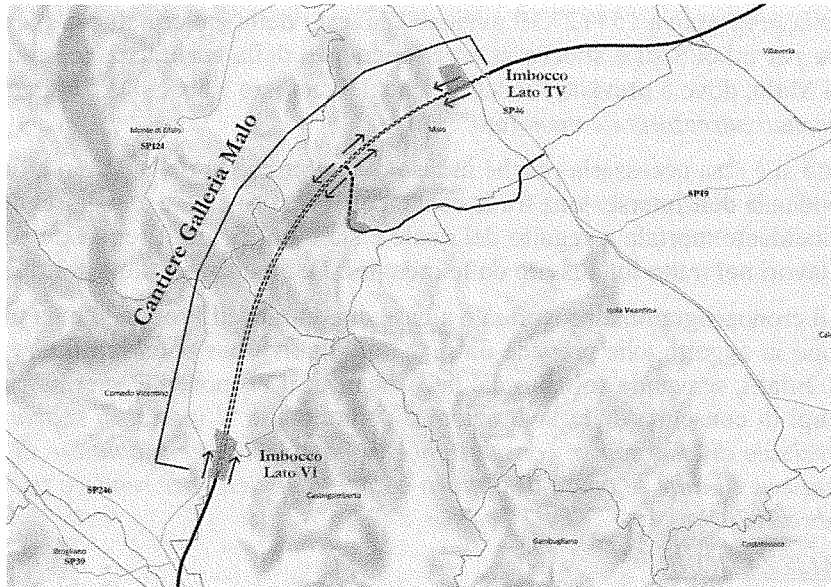 Villaverla
Imbocco
Lato TV
SP46
Monte di Malo
SP124
Malo
SP49
Cantiere Galleria Malo
Isola Vicentina
Cornedo Vicentino
Imbocco
Lato VI
SP246
Castelgomberto
Brogliano
SP39
Gambugliano
Costabissara